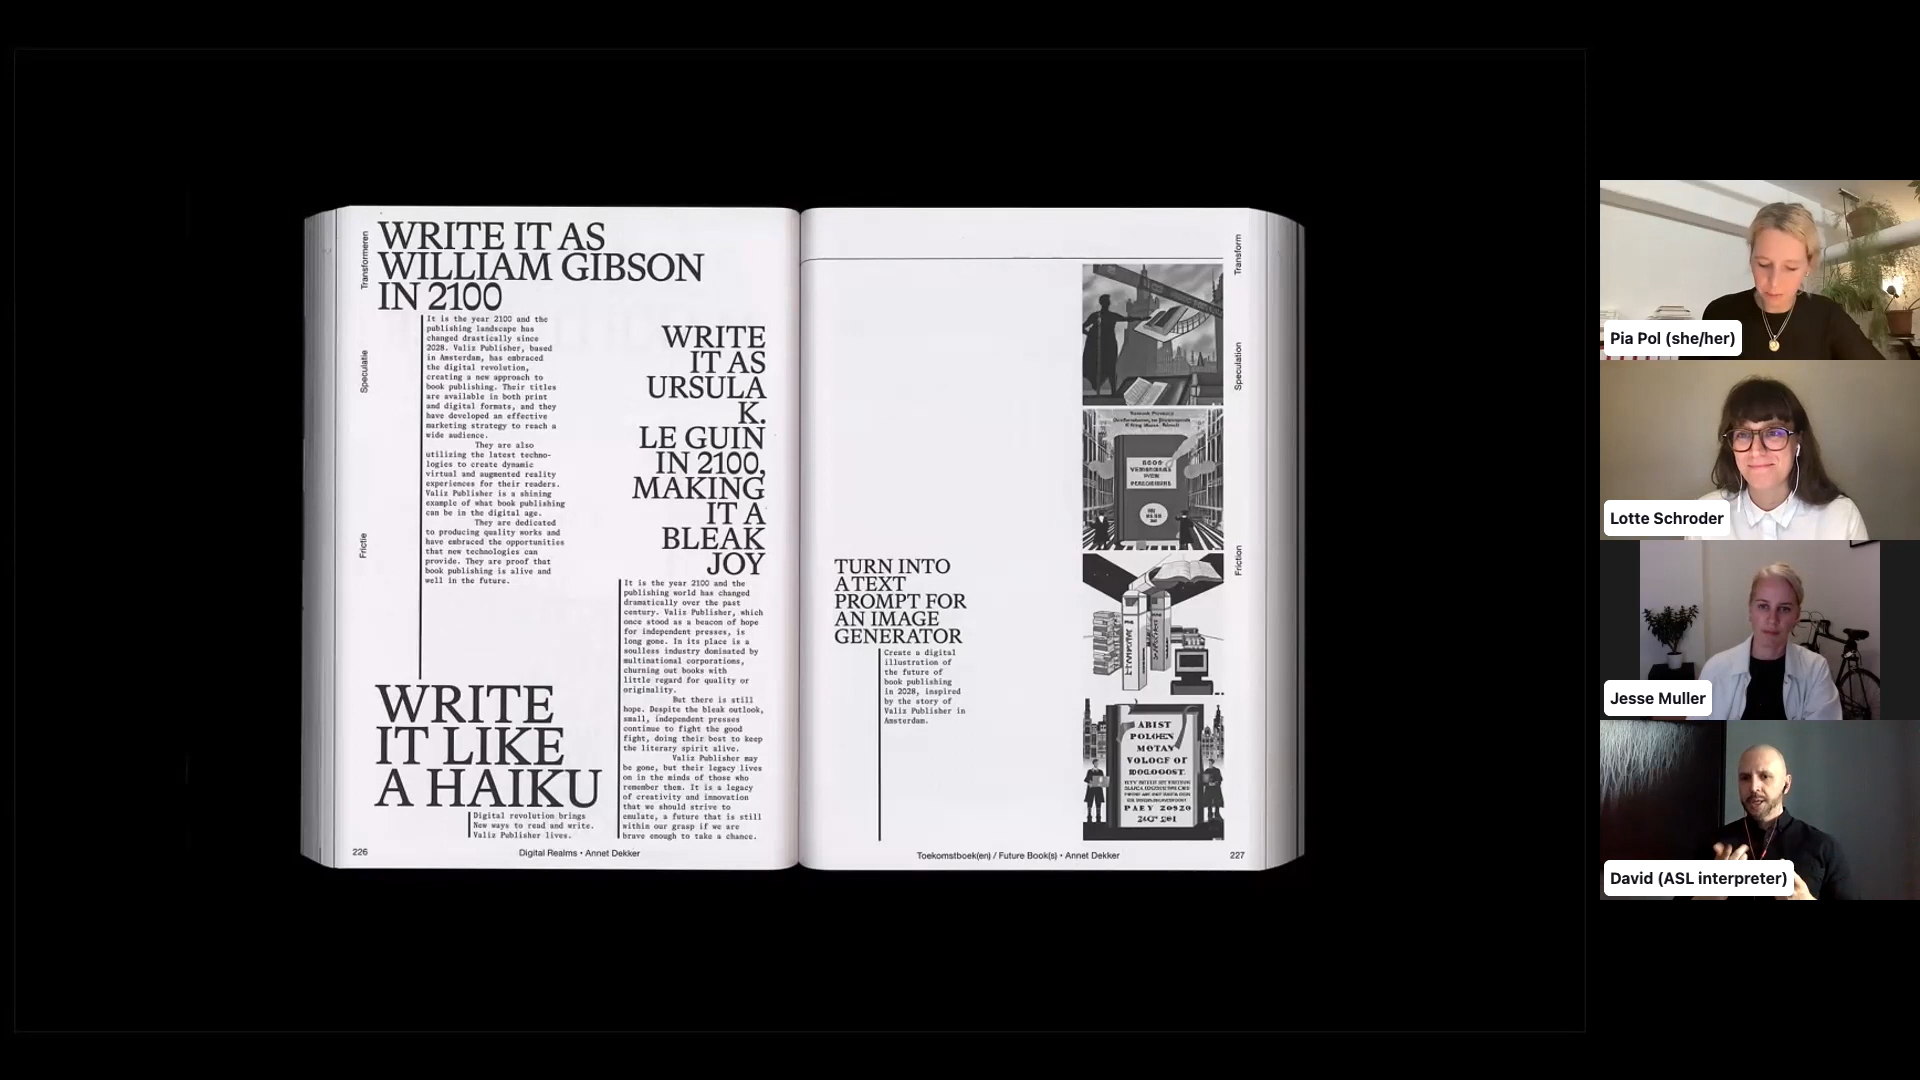 Transformeren
Speculatie
Frictie
WRITE IT AS
WILLIAM GIBSON
IN 2100
It is the year 2100 and the
publishing landscape has
changed drastically since
2028. Valiz Publisher, based
in Amsterdam, has embraced
the digital revolution,
creating a new approach to
book publishing. Their titles
are available in both print
and digital formats, and they
have developed an effective
marketing strategy to reach a
wide audience.
They are also
utilizing the latest techno-
logies to create dynamic
virtual and augmented reality
experiences for their readers.
Valiz Publisher is a shining
example of what book publishing
can be in the digital age.
They are dedicated
to producing quality works and
have embraced the opportunities
that new technologies can
provide. They are proof that
book publishing is alive and
well in the future.
WRITE
IT LIKE
A HAIKU
Digital revolution brings
New ways to read and write.
Valiz Publisher lives.
WRITE
IT AS
URSULA
K.
LE GUIN
IN 2100,
MAKING
IT A
BLEAK
JOY
It is the year 2100 and the
publishing world has changed
dramatically over the past
century. Valiz Publisher, which
once stood as a beacon of hope
for independent presses, is
long gone. In its place is a
soulless industry dominated by
multinational corporations,
churning out books with
little regard for quality or
originality.
But there is still
hope. Despite the bleak outlook,
small, independent presses
continue to fight the good
fight, doing their best to keep
the literary spirit alive.
Valiz Publisher may
be gone, but their legacy lives
on in the minds of those who
remember them. It is a legacy
of creativity and innovation
that we should strive to
emulate, a future that is still
within our grasp if we are
brave enough to take a chance.
226
Digital Realms • Annet Dekker
TURN INTO
A TEXT
PROMPT FOR
AN IMAGE
GENERATOR
Create a digital
illustration of
the future of
book publishing
in 2028, inspired
by the story of
Valiz Publisher in
Amsterdam.
ABIST
POLOEN
MOTAY
VOLOGF OF
Transform
Speculation
Friction
Toekomstboek(en) / Future Book(s) • Annet Dekker
227
Pia Pol (she/her)
Lotte Schroder
Jesse Muller
David (ASL interpreter)